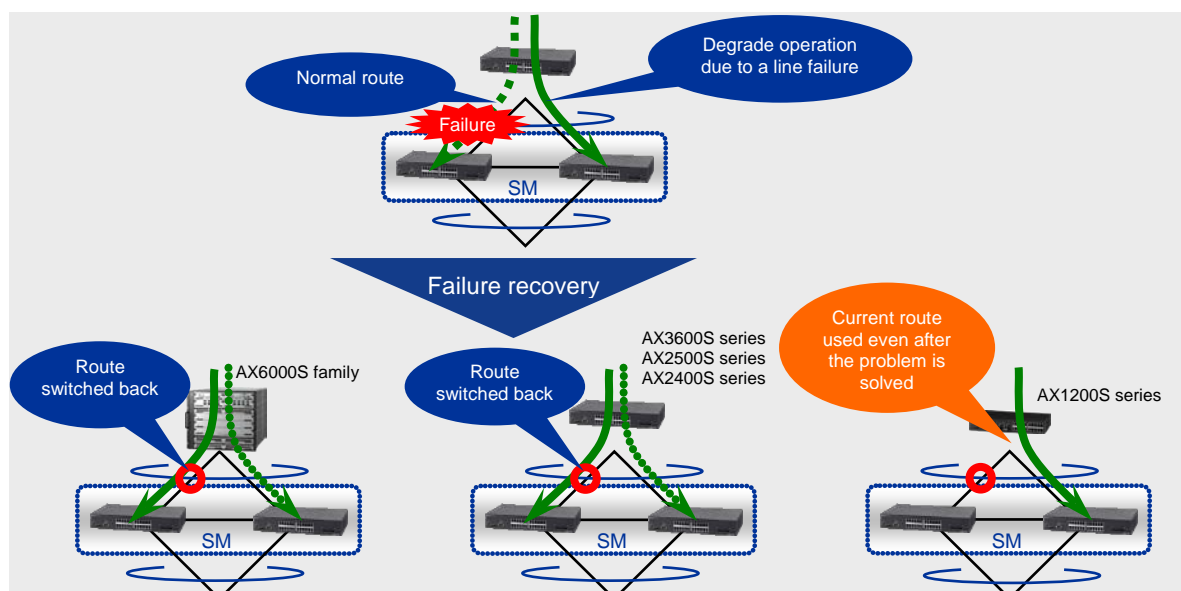 Degrade operation
due to a line failure
Normal route
Failure
SM
Failure recovery
Route
switched back
AX6000S family
SM
Route
switched back
AX3600S series
AX2500S series
AX2400S series
SM
Current route
used even after
the problem is
solved
AX1200S series
SM